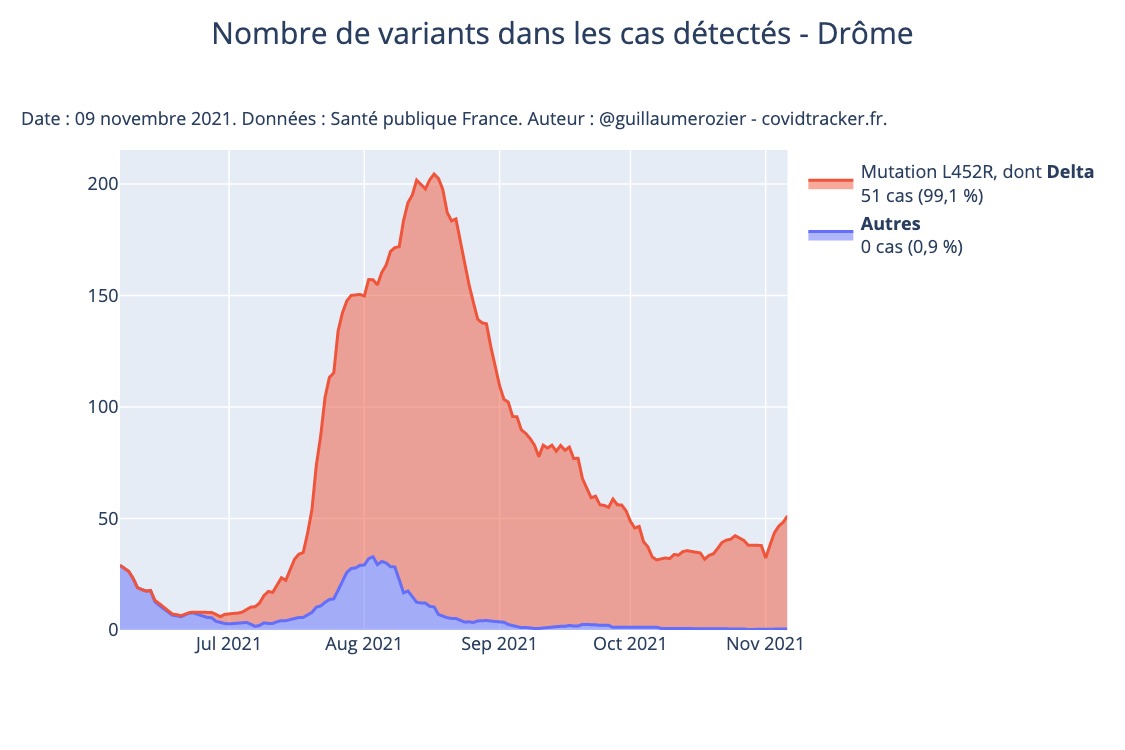 Nombre de variants dans les cas détectés - Drôme
Date : 09 novembre 2021. Données : Santé publique France. Auteur : @guillaumerozier - covidtracker.fr.
Mutation L452R, dont Delta
51 cas (99,1 %)
Autres
0 cas (0,9 %)
200
150
100
50
0
Jul 2021
Aug 2021
Sep 2021
Oct 2021
Nov 2021